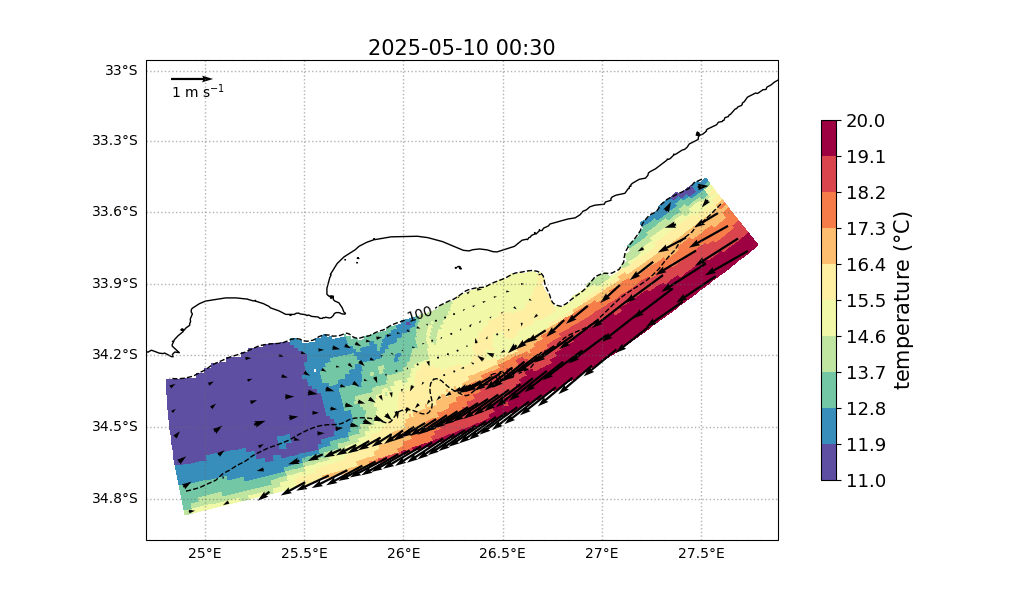 2025-05-10 00:30
1 m s⁻¹
33°S
33.3°S
33.6°S
33.9°S
34.2°S
34.5°S
34.8°S
25°E
25.5°E
26°E
26.5°E
27°E
27.5°E
100
20.0
19.1
18.2
17.3
16.4
15.5
14.6
13.7
12.8
11.9
11.0
temperature (°C)